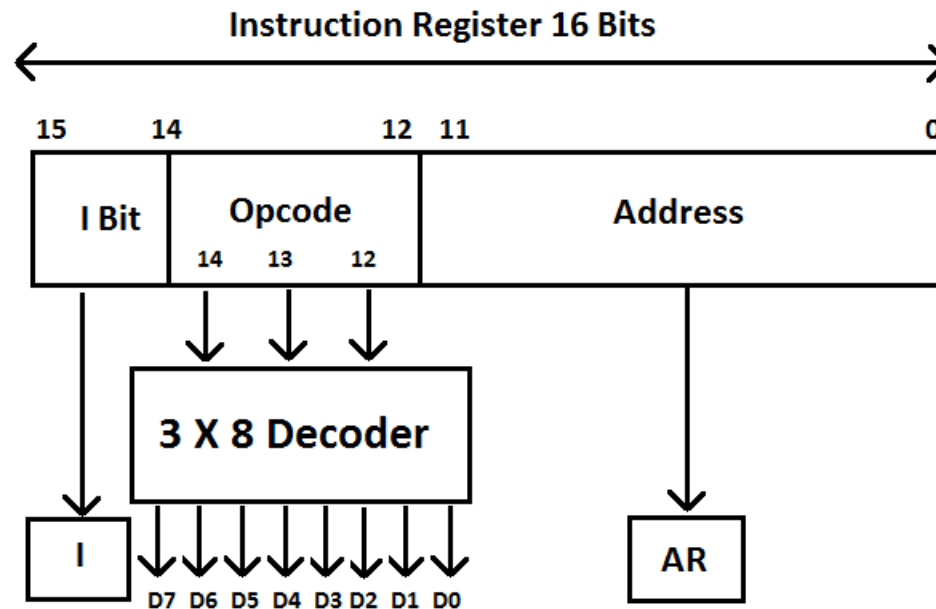 Instruction Register 16 Bits
15 14 12 11 0
I Bit Opcode Address
14 13 12
3 X 8 Decoder
I AR
D7 D6 D5 D4 D3 D2 D1 D0